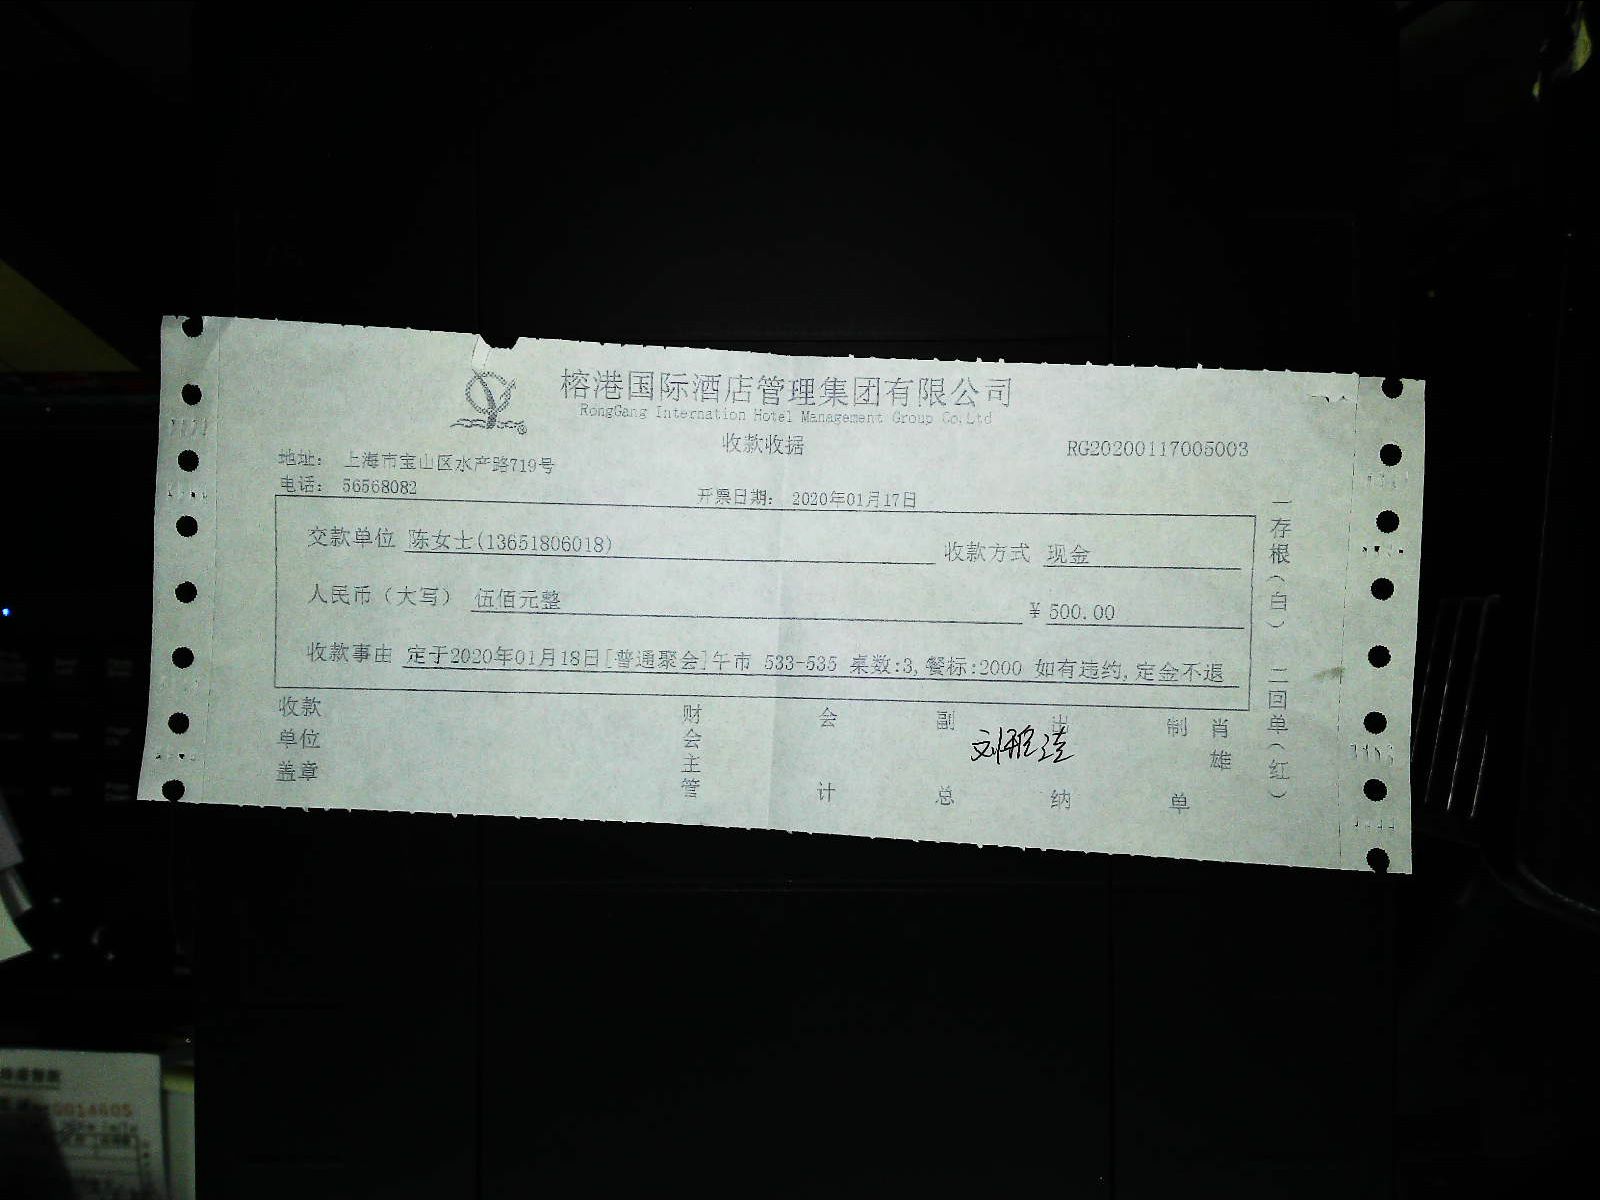 榕港国际酒店管理集团有限公司
RongGang Internation Hotel Management Group Co,Ltd
收款收据
RG20200117005003
地址： 上海市宝山区水产路719号
电话： 56568082
开票日期： 2020年01月17日
交款单位 陈女士(13651806018) 收款方式 现金
人民币（大写） 伍佰元整 ¥ 500.00
收款事由 定于2020年01月18日[普通聚会]午市 533-535 桌数:3,餐标:2000 如有违约,定金不退
收款单位盖章
财会主管
会计
副总
出纳
制单
肖雄
一存根（白） 二回单（红）
0014605